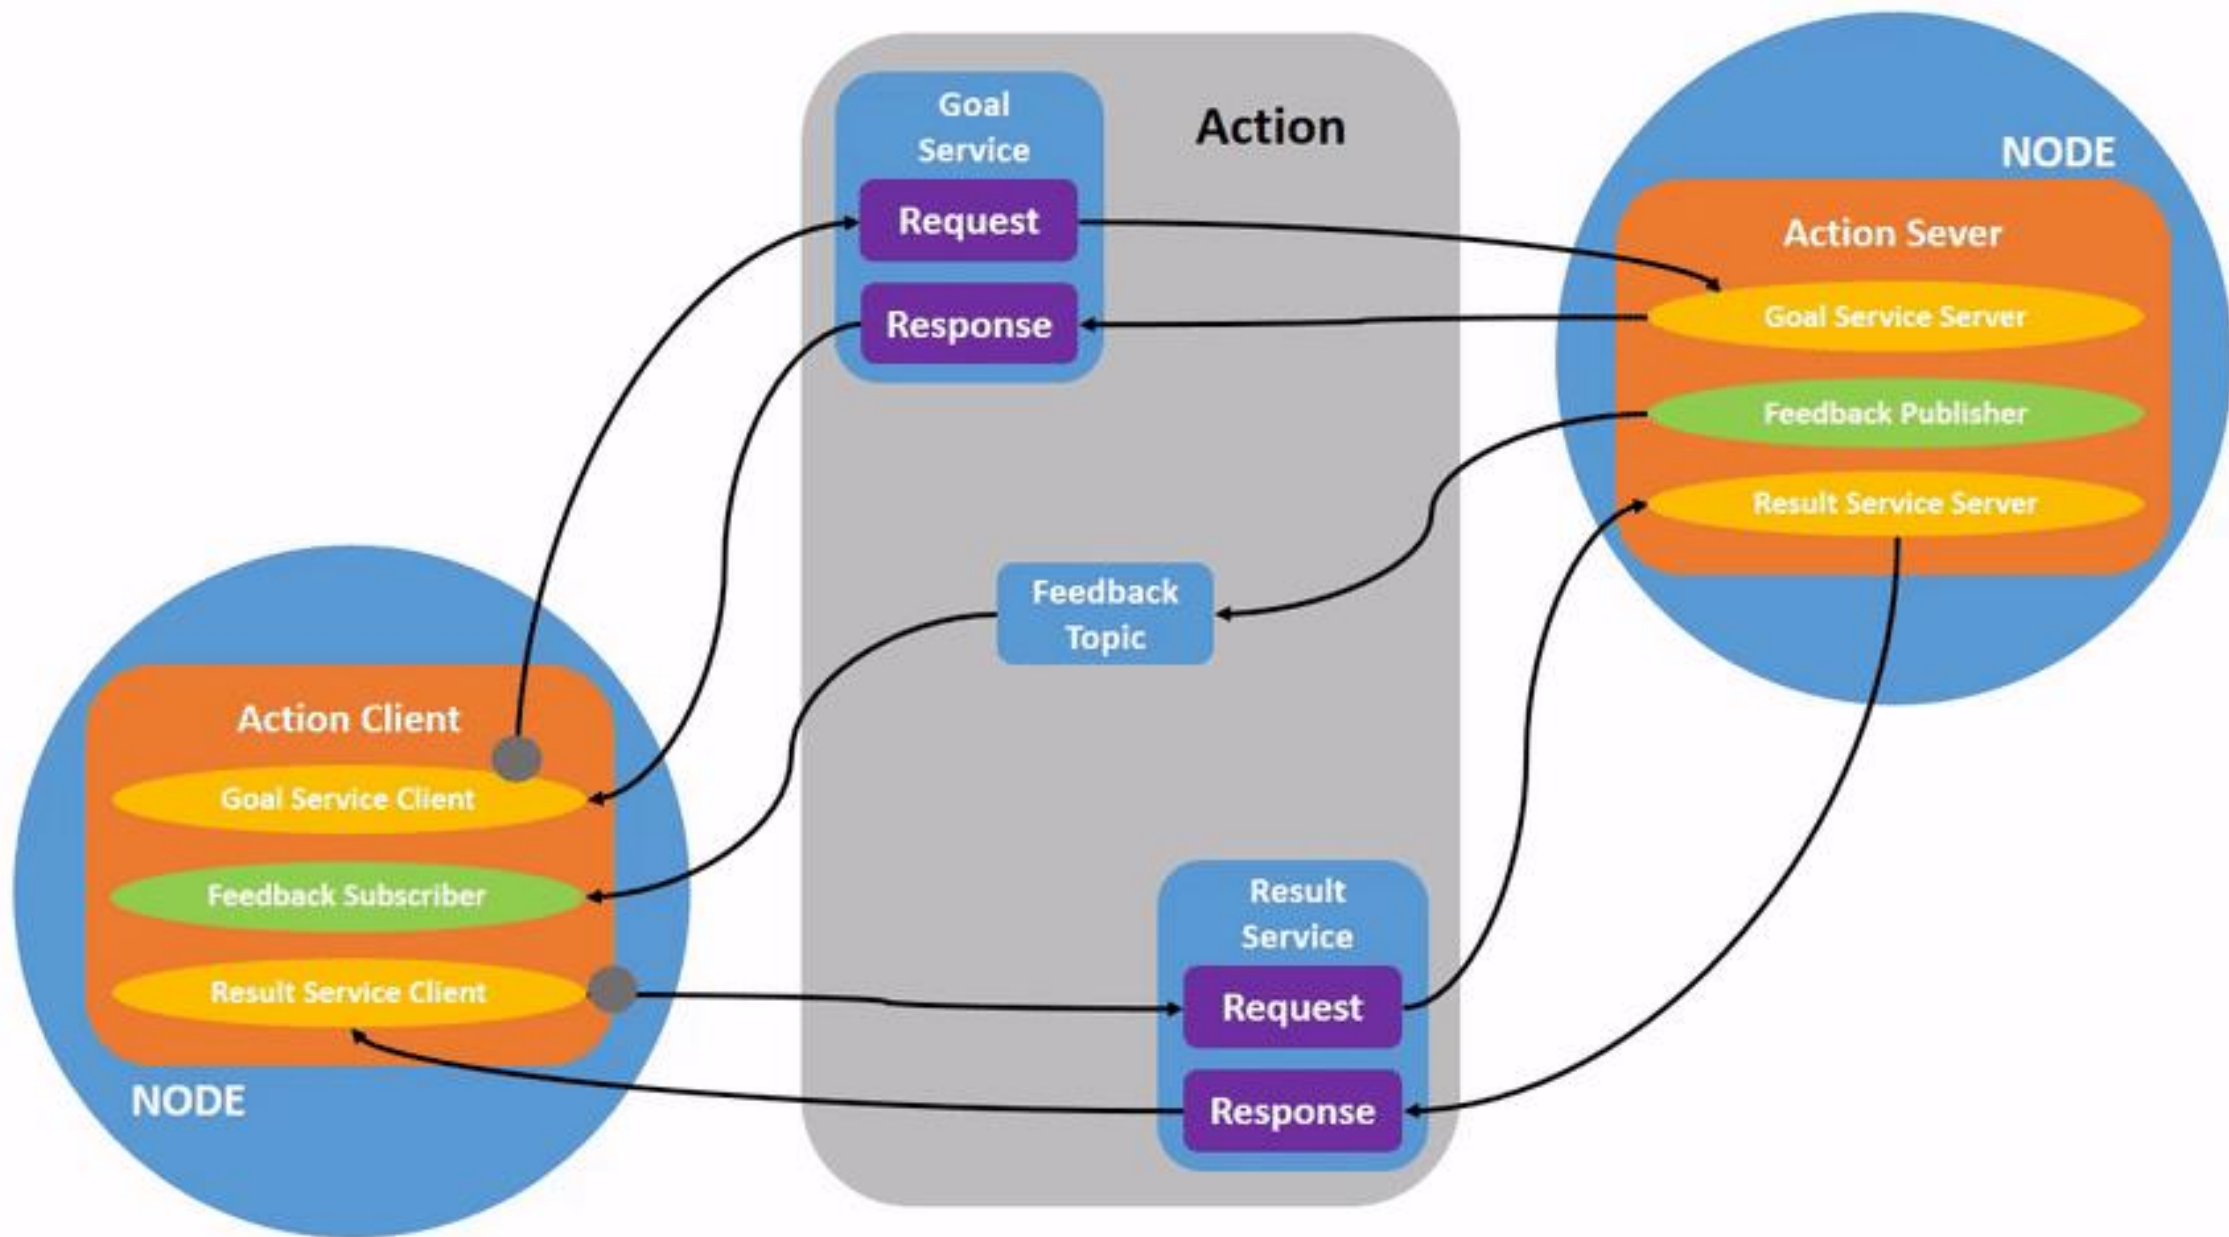 Goal
Service
Request
Response
Action
NODE
Action Sever
Goal Service Server
Feedback Publisher
Result Service Server
Feedback
Topic
Action Client
Goal Service Client
Feedback Subscriber
Result Service Client
NODE
Result
Service
Request
Response